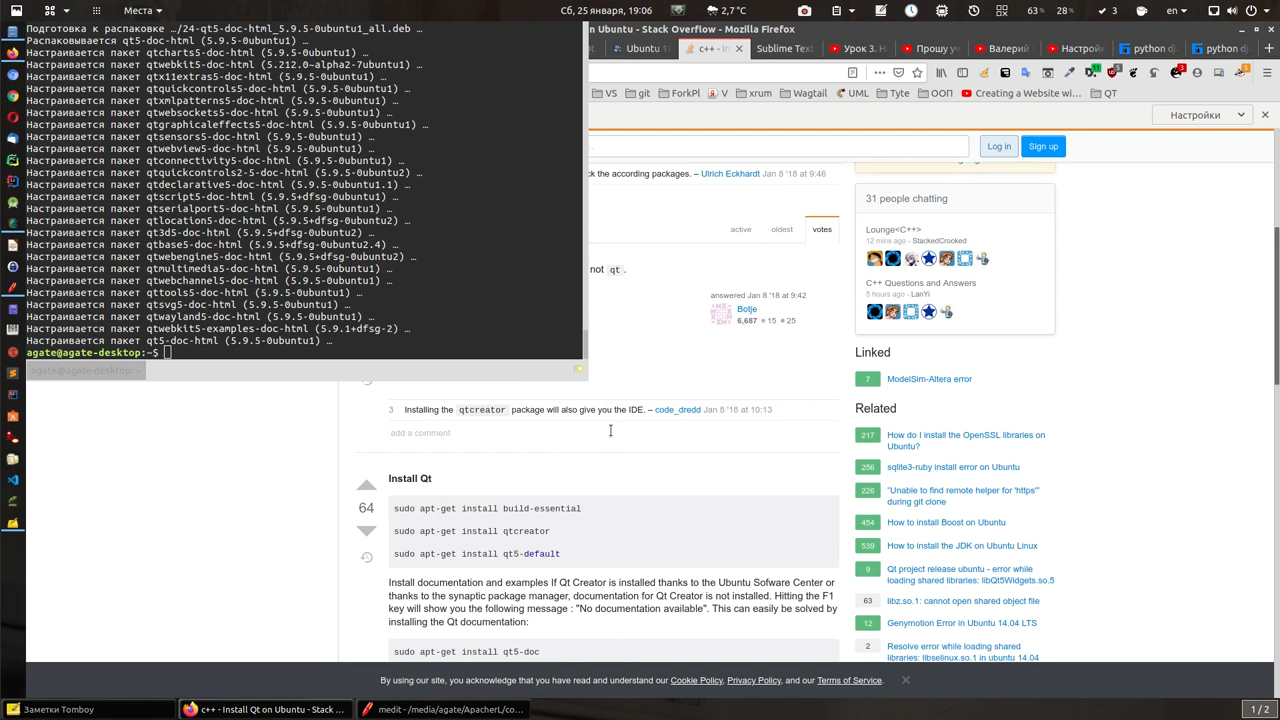 Места
Сб, 25 января, 19:06
2,7°C
28
on Ubuntu - Stack Overflow - Mozilla Firefox
Подготовка к распаковке …/24-qt5-doc-html_5.9.5-0ubuntu1_all.deb …
Распаковывается qt5-doc-html (5.9.5-0ubuntu1) …
Настраивается пакет qtcharts5-doc-html (5.9.5-0ubuntu1) …
Настраивается пакет qtwebkit5-doc-html (5.212.0~alpha2-7ubuntu1) …
Настраивается пакет qtx11extras5-doc-html (5.9.5-0ubuntu1) …
Настраивается пакет qtquickcontrols5-doc-html (5.9.5-0ubuntu1) …
Настраивается пакет qtxmlpatterns5-doc-html (5.9.5-0ubuntu1) …
Настраивается пакет qtwebsockets5-doc-html (5.9.5-0ubuntu1) …
Настраивается пакет qtgraphicaleffects5-doc-html (5.9.5-0ubuntu1) …
Настраивается пакет qtsensors5-doc-html (5.9.5-0ubuntu1) …
Настраивается пакет qtwebview5-doc-html (5.9.5-0ubuntu1) …
Настраивается пакет qtconnectivity5-doc-html (5.9.5-0ubuntu1) …
Настраивается пакет qtquickcontrols2-5-doc-html (5.9.5-0ubuntu2) …
Настраивается пакет qtdeclarative5-doc-html (5.9.5-0ubuntu1.1) …
Настраивается пакет qtscript5-doc-html (5.9.5+dfsg-0ubuntu1) …
Настраивается пакет qtserialport5-doc-html (5.9.5-0ubuntu1) …
Настраивается пакет qtlocation5-doc-html (5.9.5+dfsg-0ubuntu2) …
Настраивается пакет qt3d5-doc-html (5.9.5+dfsg-0ubuntu1) …
Настраивается пакет qtbase5-doc-html (5.9.5+dfsg-0ubuntu2.4) …
Настраивается пакет qtwebengine5-doc-html (5.9.5+dfsg-0ubuntu2) …
Настраивается пакет qtmultimedia5-doc-html (5.9.5-0ubuntu1) …
Настраивается пакет qtwebchannel5-doc-html (5.9.5-0ubuntu1) …
Настраивается пакет qttools5-doc-html (5.9.5-0ubuntu1) …
Настраивается пакет qtsvg5-doc-html (5.9.5-0ubuntu1) …
Настраивается пакет qtwayland5-doc-html (5.9.5-0ubuntu1) …
Настраивается пакет qtwebkit5-examples-doc-html (5.9.1+dfsg-2) …
Настраивается пакет qt5-doc-html (5.9.5-0ubuntu1) …
agate@agate-desktop:~$
agate@agate-desktop: ~
Ubuntu 1
c++ - In
Sublime Text
Урок 3. Н
Прошу уч
Валерий
Настройк
python dj
python dj
VS git ForkPl V xrum Wagtail UML Tyte ООП Creating a Website wi… QT
Настройки
Log in Sign up
ck the according packages. – Ulrich Eckhardt Jan 8 '18 at 9:46
active oldest votes
not qt.
answered Jan 8 '18 at 9:42
Botje
6,687 15 25
3 Installing the qtcreator package will also give you the IDE. – code_dredd Jan 8 '18 at 10:13
add a comment
64
Install Qt
sudo apt-get install build-essential
sudo apt-get install qtcreator
sudo apt-get install qt5-default
Install documentation and examples If Qt Creator is installed thanks to the Ubuntu Sofware Center or
thanks to the synaptic package manager, documentation for Qt Creator is not installed. Hitting the F1
key will show you the following message : "No documentation available". This can easily be solved by
installing the Qt documentation:
sudo apt-get install qt5-doc
31 people chatting
Lounge<C++>
12 mins ago - StackedCrooked
C++ Questions and Answers
5 hours ago - LanYi
Linked
7 ModelSim-Altera error
Related
217 How do I install the OpenSSL libraries on
Ubuntu?
256 sqlite3-ruby install error on Ubuntu
226 "Unable to find remote helper for 'https'"
during git clone
454 How to install Boost on Ubuntu
539 How to install the JDK on Ubuntu Linux
9 Qt project release ubuntu - error while
loading shared libraries: libQt5Widgets.so.5
63 libz.so.1: cannot open shared object file
12 Genymotion Error in Ubuntu 14.04 LTS
2 Resolve error while loading shared
libraries: libselinux.so.1 in ubuntu 14.04
By using our site, you acknowledge that you have read and understand our Cookie Policy, Privacy Policy, and our Terms of Service.
Заметки Tomboy
c++ - Install Qt on Ubuntu - Stack …
medit - /media/agate/ApacherL/co…
1 / 2